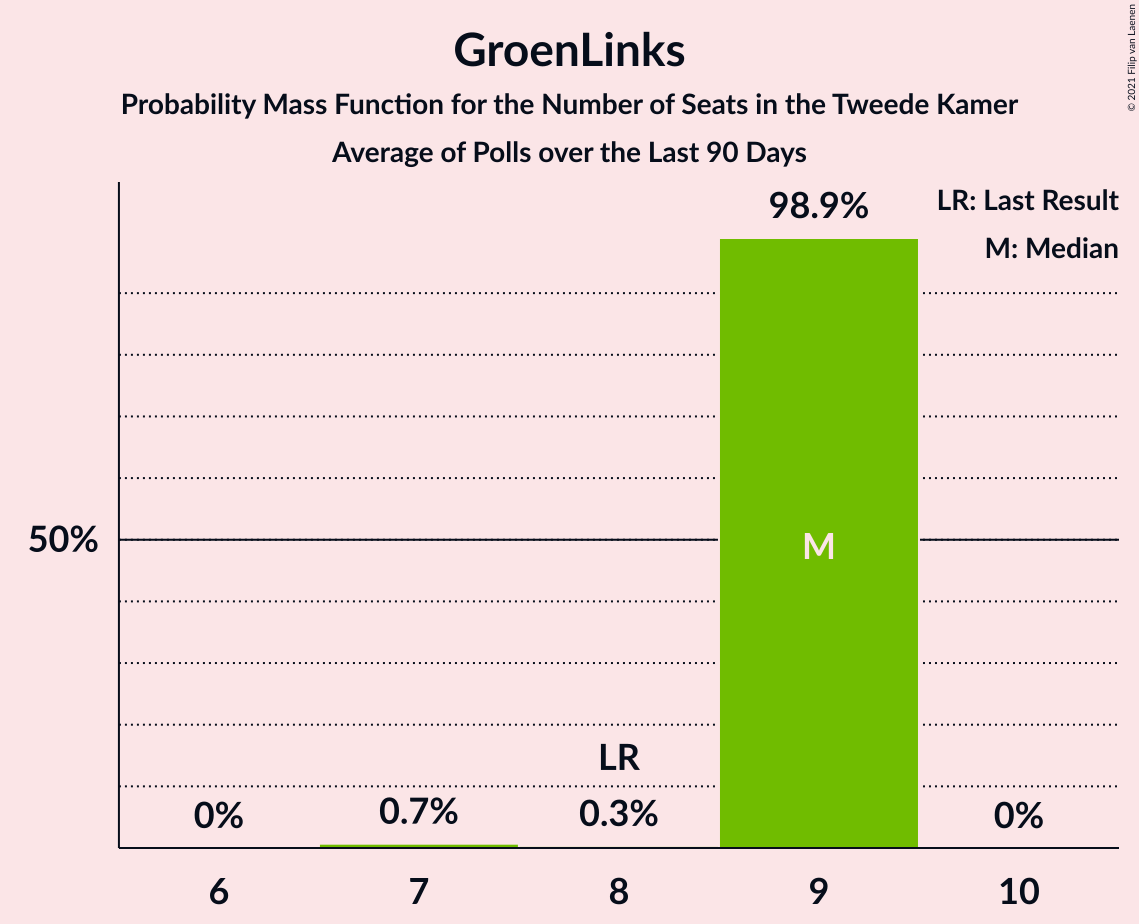 GroenLinks
Probability Mass Function for the Number of Seats in the Tweede Kamer
Average of Polls over the Last 90 Days
© 2021 Filip van Laenen
LR: Last Result
M: Median
98.9%
50%
M
LR
0%
0.7%
0.3%
0%
6
7
8
9
10